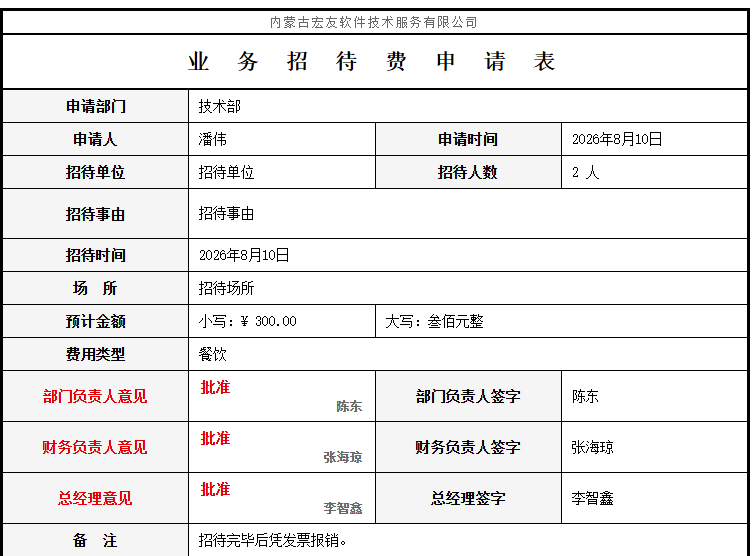 内蒙古宏友软件技术服务有限公司
业 务 招 待 费 申 请 表
申请部门 技术部
申请人 潘伟 申请时间 2026年8月10日
招待单位 招待单位 招待人数 2 人
招待事由 招待事由
招待时间 2026年8月10日
场 所 招待场所
预计金额 小写：¥ 300.00 大写：叁佰元整
费用类型 餐饮
部门负责人意见 批准 陈东 部门负责人签字 陈东
财务负责人意见 批准 张海琼 财务负责人签字 张海琼
总经理意见 批准 李智鑫 总经理签字 李智鑫
备 注 招待完毕后凭发票报销。